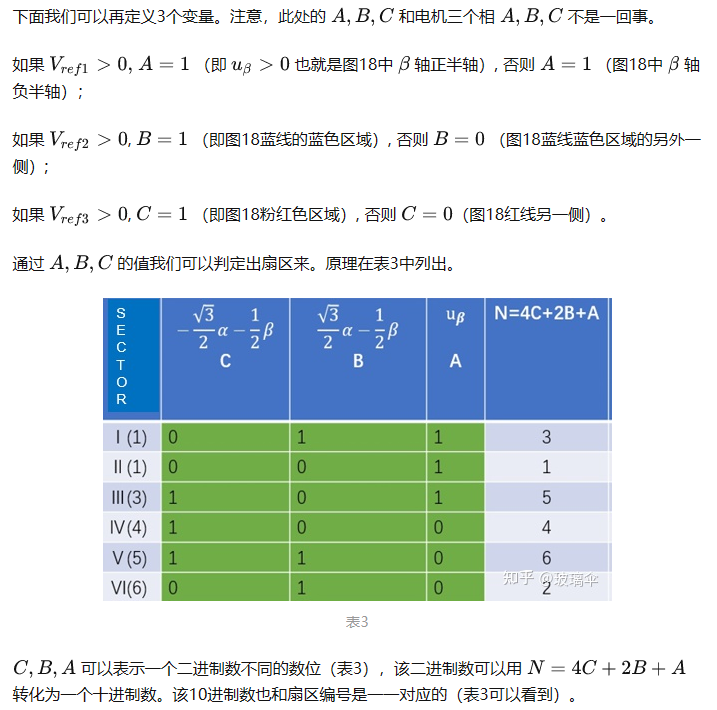 下面我们可以再定义3个变量。注意，此处的 A, B, C 和电机三个相 A, B, C 不是一回事。
如果 V_{ref1} > 0, A = 1 （即 u_β > 0 也就是图18中 β 轴正半轴）, 否则 A = 1 （图18中 β 轴
负半轴）;
如果 V_{ref2} > 0, B = 1 （即图18蓝线的蓝色区域）, 否则 B = 0 （图18蓝线蓝色区域的另外一
侧）;
如果 V_{ref3} > 0, C = 1 （即图18粉红色区域）, 否则 C = 0（图18红线另一侧）。
通过 A, B, C 的值我们可以判定出扇区来。原理在表3中列出。
SECTOR
-\frac{\sqrt{3}}{2}α - \frac{1}{2}β
C
\frac{\sqrt{3}}{2}α - \frac{1}{2}β
B
u_β
A
N=4C+2B+A
I (1) 0 1 1 3
II (1) 0 0 1 1
III(3) 1 0 1 5
IV(4) 1 0 0 4
V (5) 1 1 0 6
VI(6) 0 1 0 2
知乎 @玻璃伞
表3
C, B, A 可以表示一个二进制数不同的数位（表3），该二进制数可以用 N = 4C + 2B + A
转化为一个十进制数。该10进制数也和扇区编号是一一对应的（表3可以看到）。